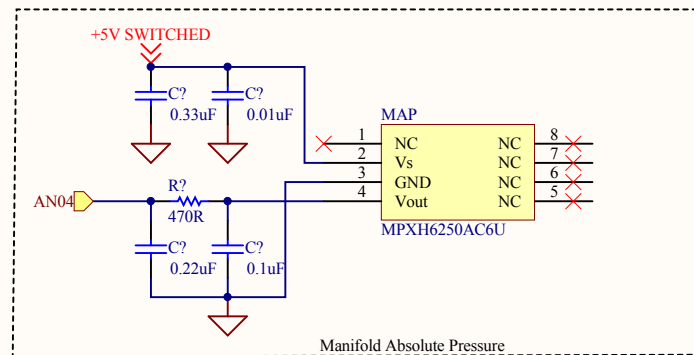 +5V SWITCHED
C?
0.33uF
C?
0.01uF
MAP
1 NC NC 8
2 Vs NC 7
3 GND NC 6
4 Vout NC 5
MPXH6250AC6U
AN04
R?
470R
C?
0.22uF
C?
0.1uF
Manifold Absolute Pressure